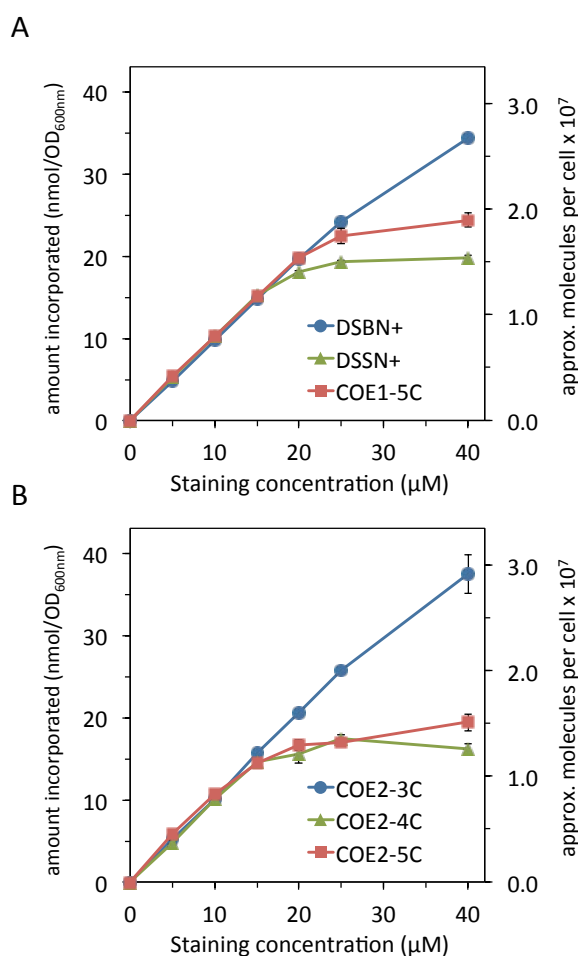 A
amount incorporated (nmol/OD600nm)
40
30
20
10
0
3.0
2.0
1.0
0.0
approx. molecules per cell x 10⁷
DSBN+
DSSN+
COE1-5C
0 10 20 30 40
Staining concentration (μM)
B
amount incorporated (nmol/OD600nm)
40
30
20
10
0
3.0
2.0
1.0
0.0
approx. molecules per cell x 10⁷
COE2-3C
COE2-4C
COE2-5C
0 10 20 30 40
Staining concentration (μM)